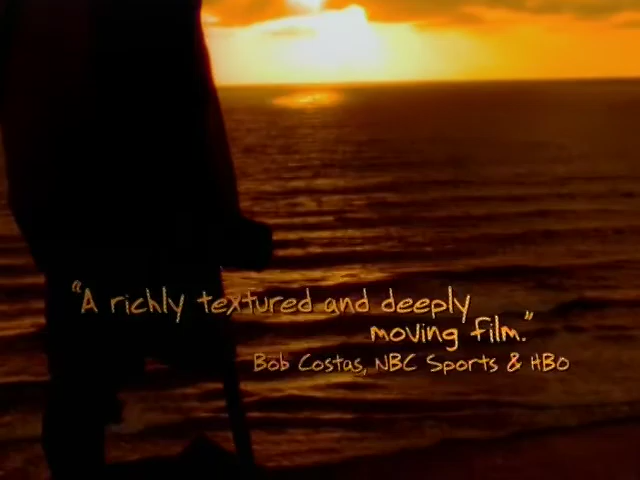 “A richly textured and deeply
moving film.”
Bob Costas, NBC Sports & HBO